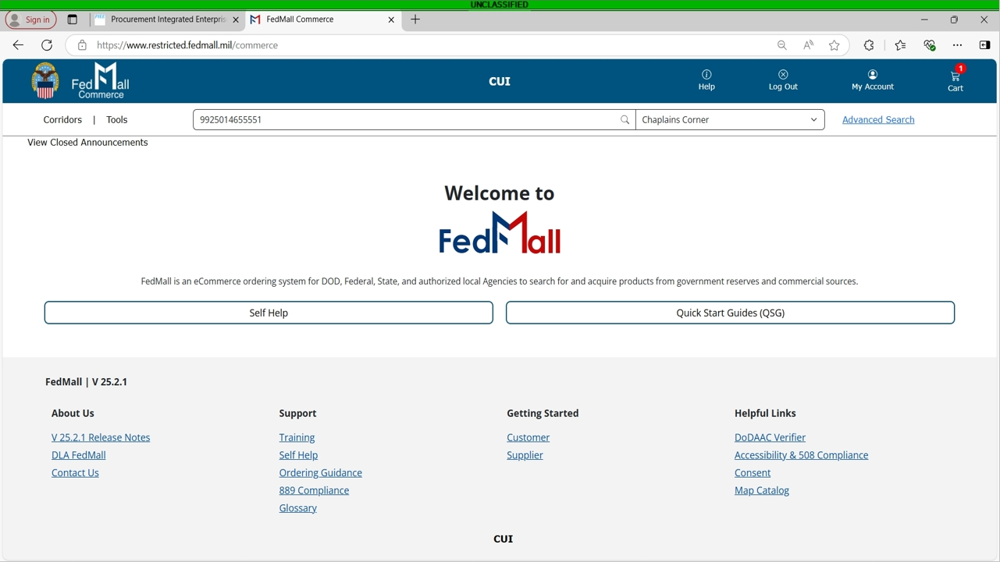 UNCLASSIFIED
Sign in
Procurement Integrated Enterpris
FedMall Commerce
https://www.restricted.fedmall.mil/commerce
FedMall
Commerce
CUI
Help
Log Out
My Account
1
Cart
Corridors | Tools
9925014655551
Chaplains Corner
Advanced Search
View Closed Announcements
Welcome to
FedMall
FedMall is an eCommerce ordering system for DOD, Federal, State, and authorized local Agencies to search for and acquire products from government reserves and commercial sources.
Self Help
Quick Start Guides (QSG)
FedMall | V 25.2.1
About Us
V 25.2.1 Release Notes
DLA FedMall
Contact Us
Support
Training
Self Help
Ordering Guidance
889 Compliance
Glossary
Getting Started
Customer
Supplier
Helpful Links
DoDAAC Verifier
Accessibility & 508 Compliance
Consent
Map Catalog
CUI